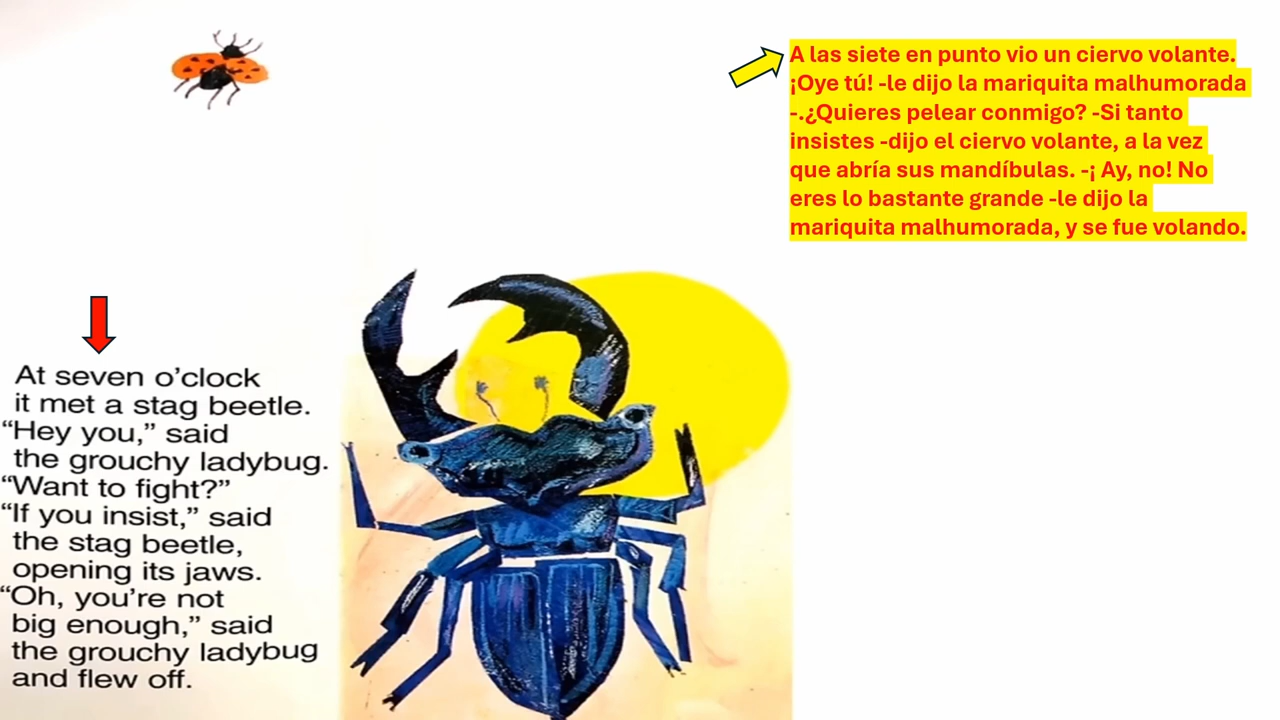 A las siete en punto vio un ciervo volante.
¡Oye tú! -le dijo la mariquita malhumorada
-.¿Quieres pelear conmigo? -Si tanto
insistes -dijo el ciervo volante, a la vez
que abría sus mandíbulas. -¡ Ay, no! No
eres lo bastante grande -le dijo la
mariquita malhumorada, y se fue volando.
At seven o’clock
it met a stag beetle.
“Hey you,” said
the grouchy ladybug.
“Want to fight?”
“If you insist,” said
the stag beetle,
opening its jaws.
“Oh, you’re not
big enough,” said
the grouchy ladybug
and flew off.